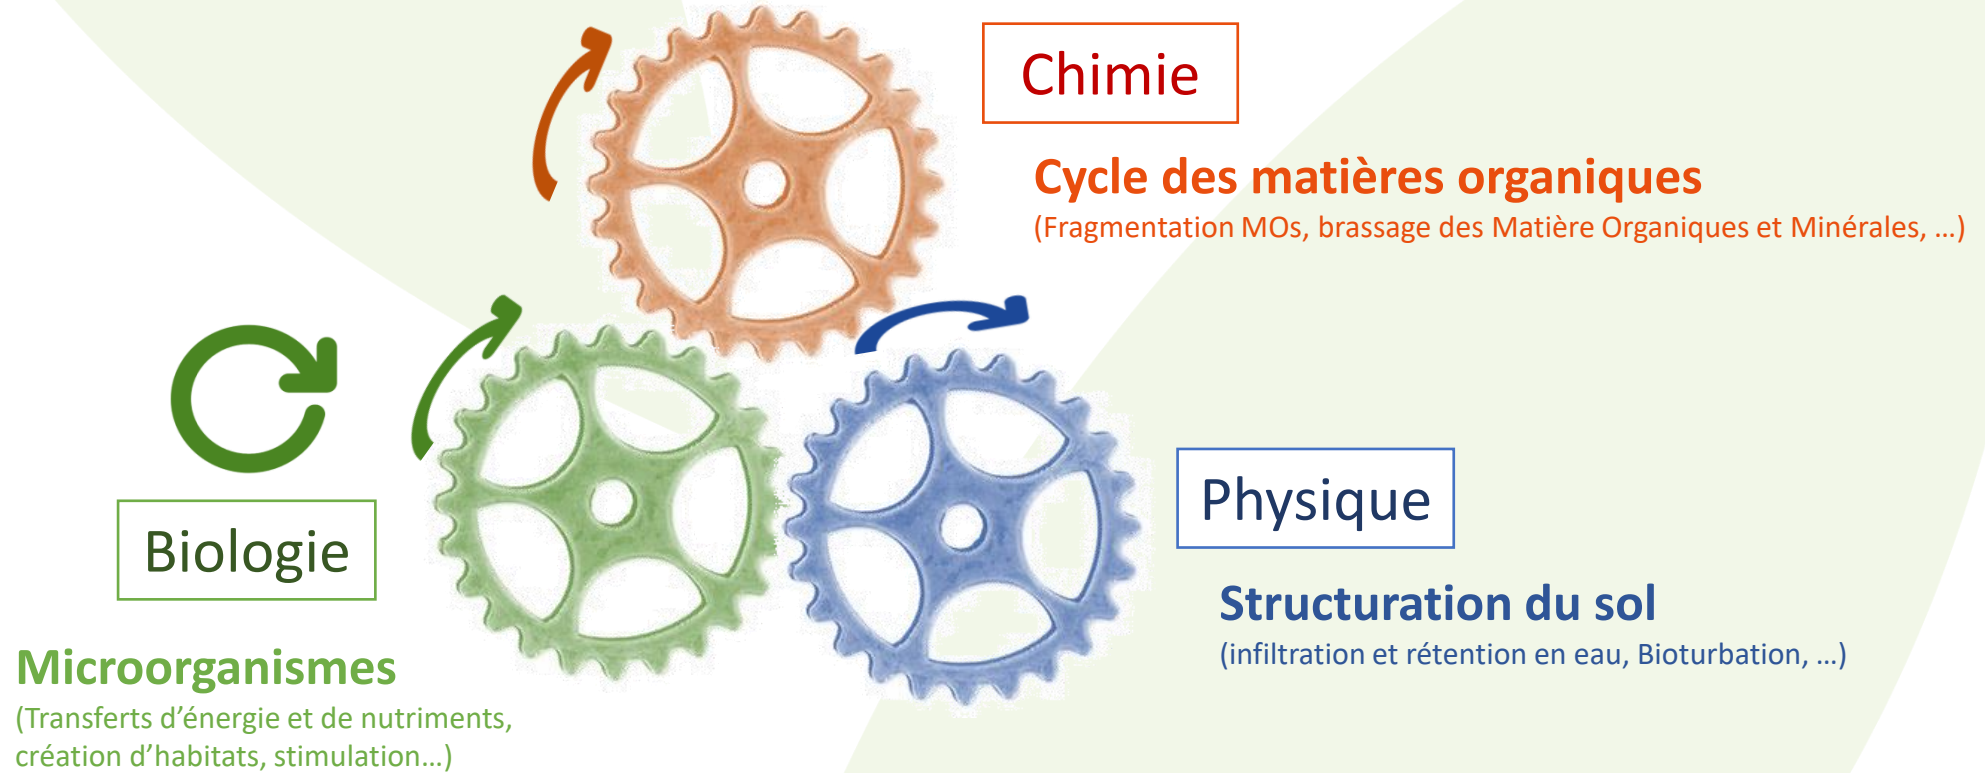 Chimie
Cycle des matières organiques
(Fragmentation MOs, brassage des Matière Organiques et Minérales, …)
Biologie
Microorganismes
(Transferts d’énergie et de nutriments,
création d’habitats, stimulation…)
Physique
Structuration du sol
(infiltration et rétention en eau, Bioturbation, …)